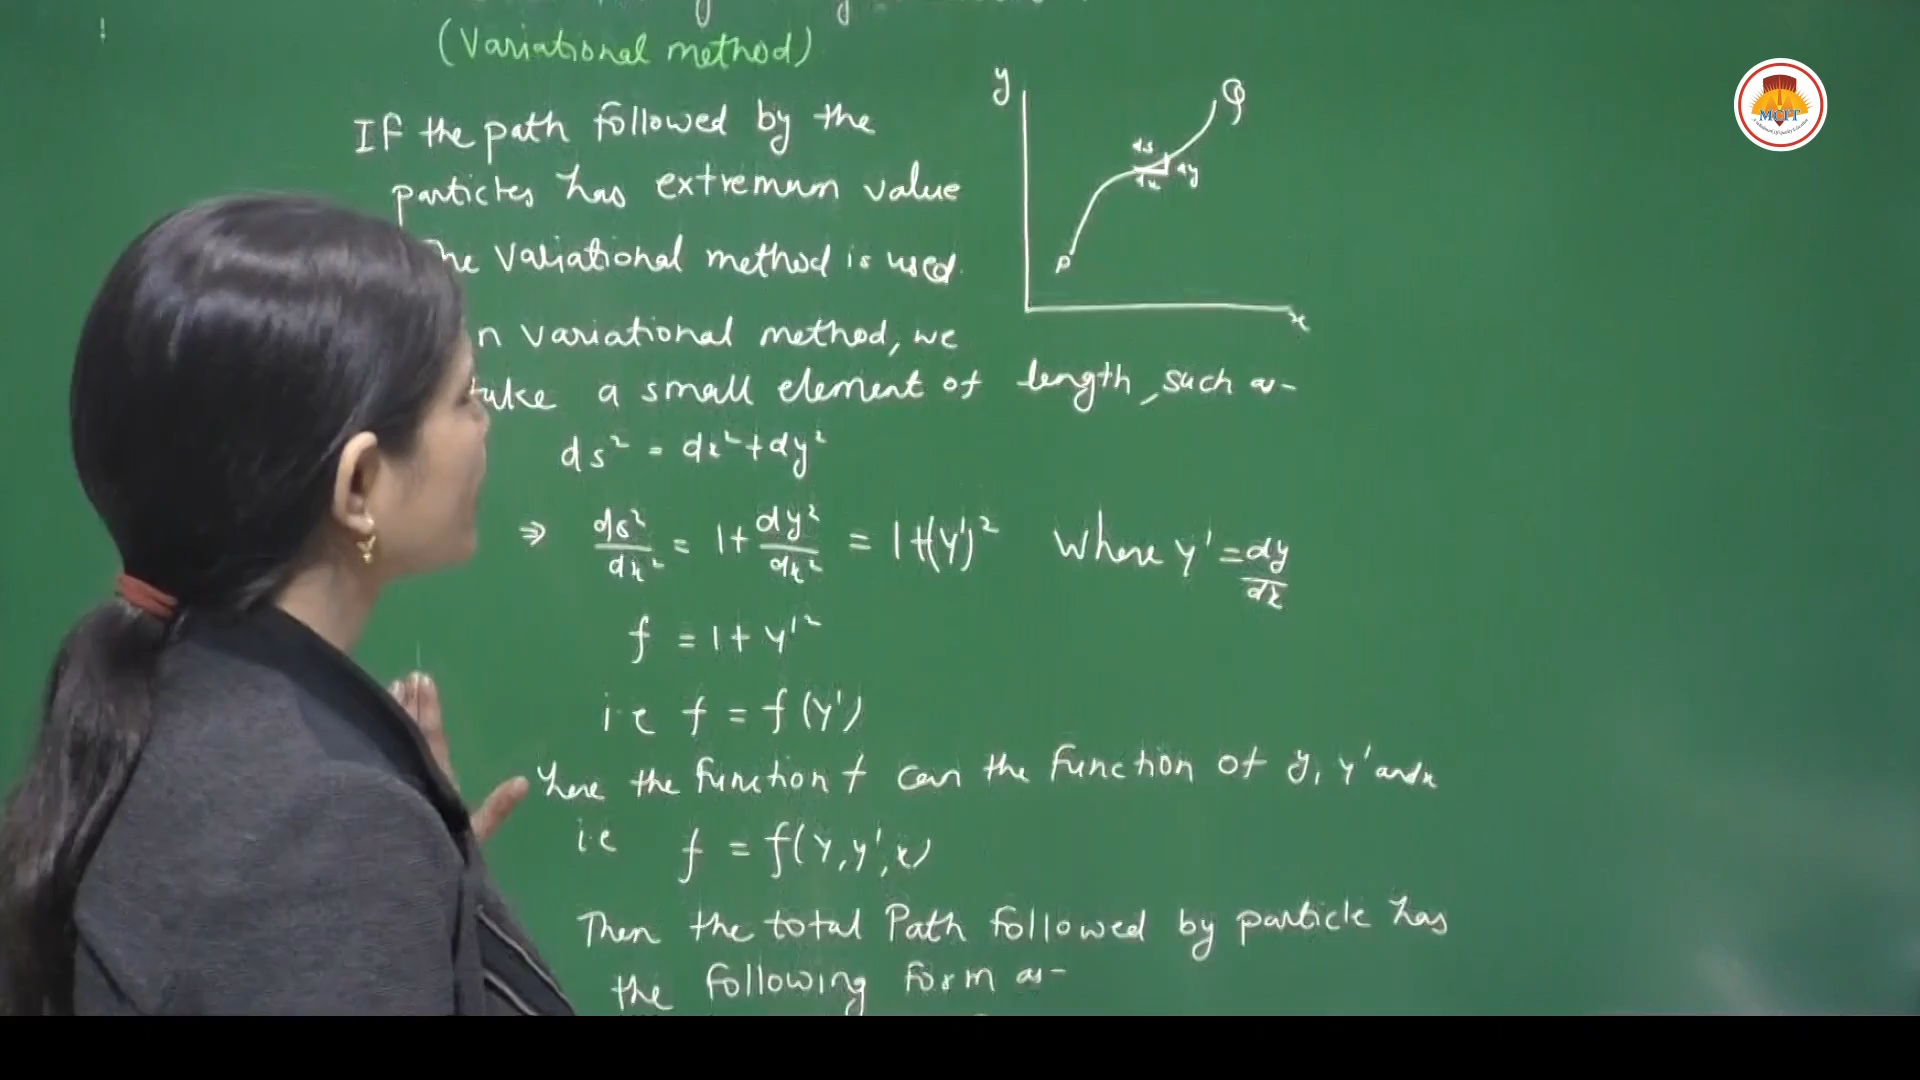 (Variational method)
If the path followed by the
particles has extremum value
he variational method is used.
n variational method, we
take a small element of length, such as-
ds² = dx² + dy²
⇒ ds²/dx² = 1 + dy²/dx² = 1+(y')² where y' = dy/dx
f = 1 + y'²
i.e f = f(y')
here the function f can the function of y, y' and x
i.e f = f(y, y', x)
Then the total Path followed by particle has
the following form as-
y
Q
ds
dx dy
P
x
MCPT